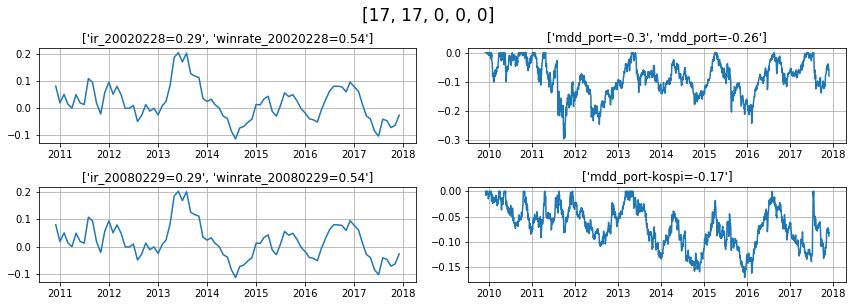 [17, 17, 0, 0, 0]
['ir_20020228=0.29', 'winrate_20020228=0.54']
0.2
0.1
0.0
−0.1
2011 2012 2013 2014 2015 2016 2017 2018
['mdd_port=-0.3', 'mdd_port=-0.26']
0.0
−0.1
−0.2
−0.3
2010 2011 2012 2013 2014 2015 2016 2017 2018
['ir_20080229=0.29', 'winrate_20080229=0.54']
0.2
0.1
0.0
−0.1
2011 2012 2013 2014 2015 2016 2017 2018
['mdd_port-kospi=-0.17']
0.00
−0.05
−0.10
−0.15
2010 2011 2012 2013 2014 2015 2016 2017 2018